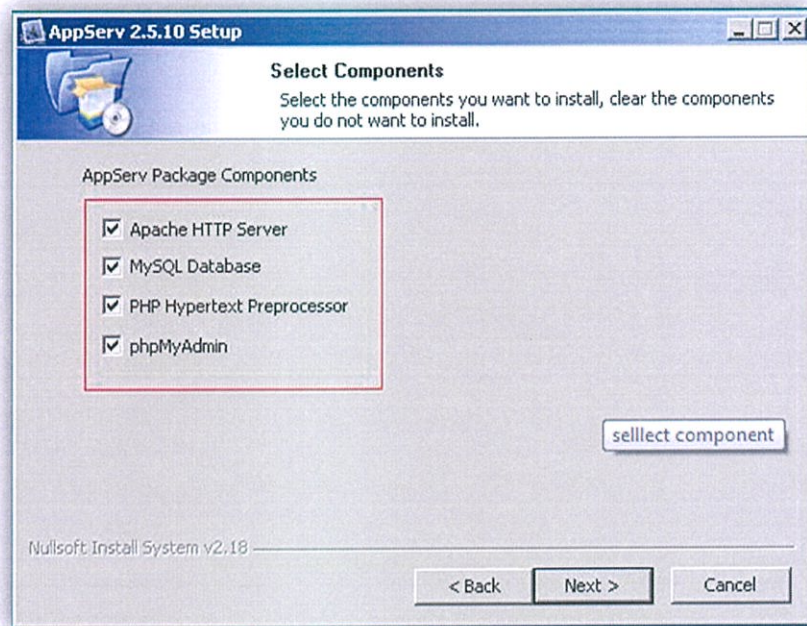 AppServ 2.5.10 Setup
Select Components
Select the components you want to install, clear the components
you do not want to install.
AppServ Package Components
Apache HTTP Server
MySQL Database
PHP Hypertext Preprocessor
phpMyAdmin
selllect component
Nullsoft Install System v2.18
< Back
Next >
Cancel